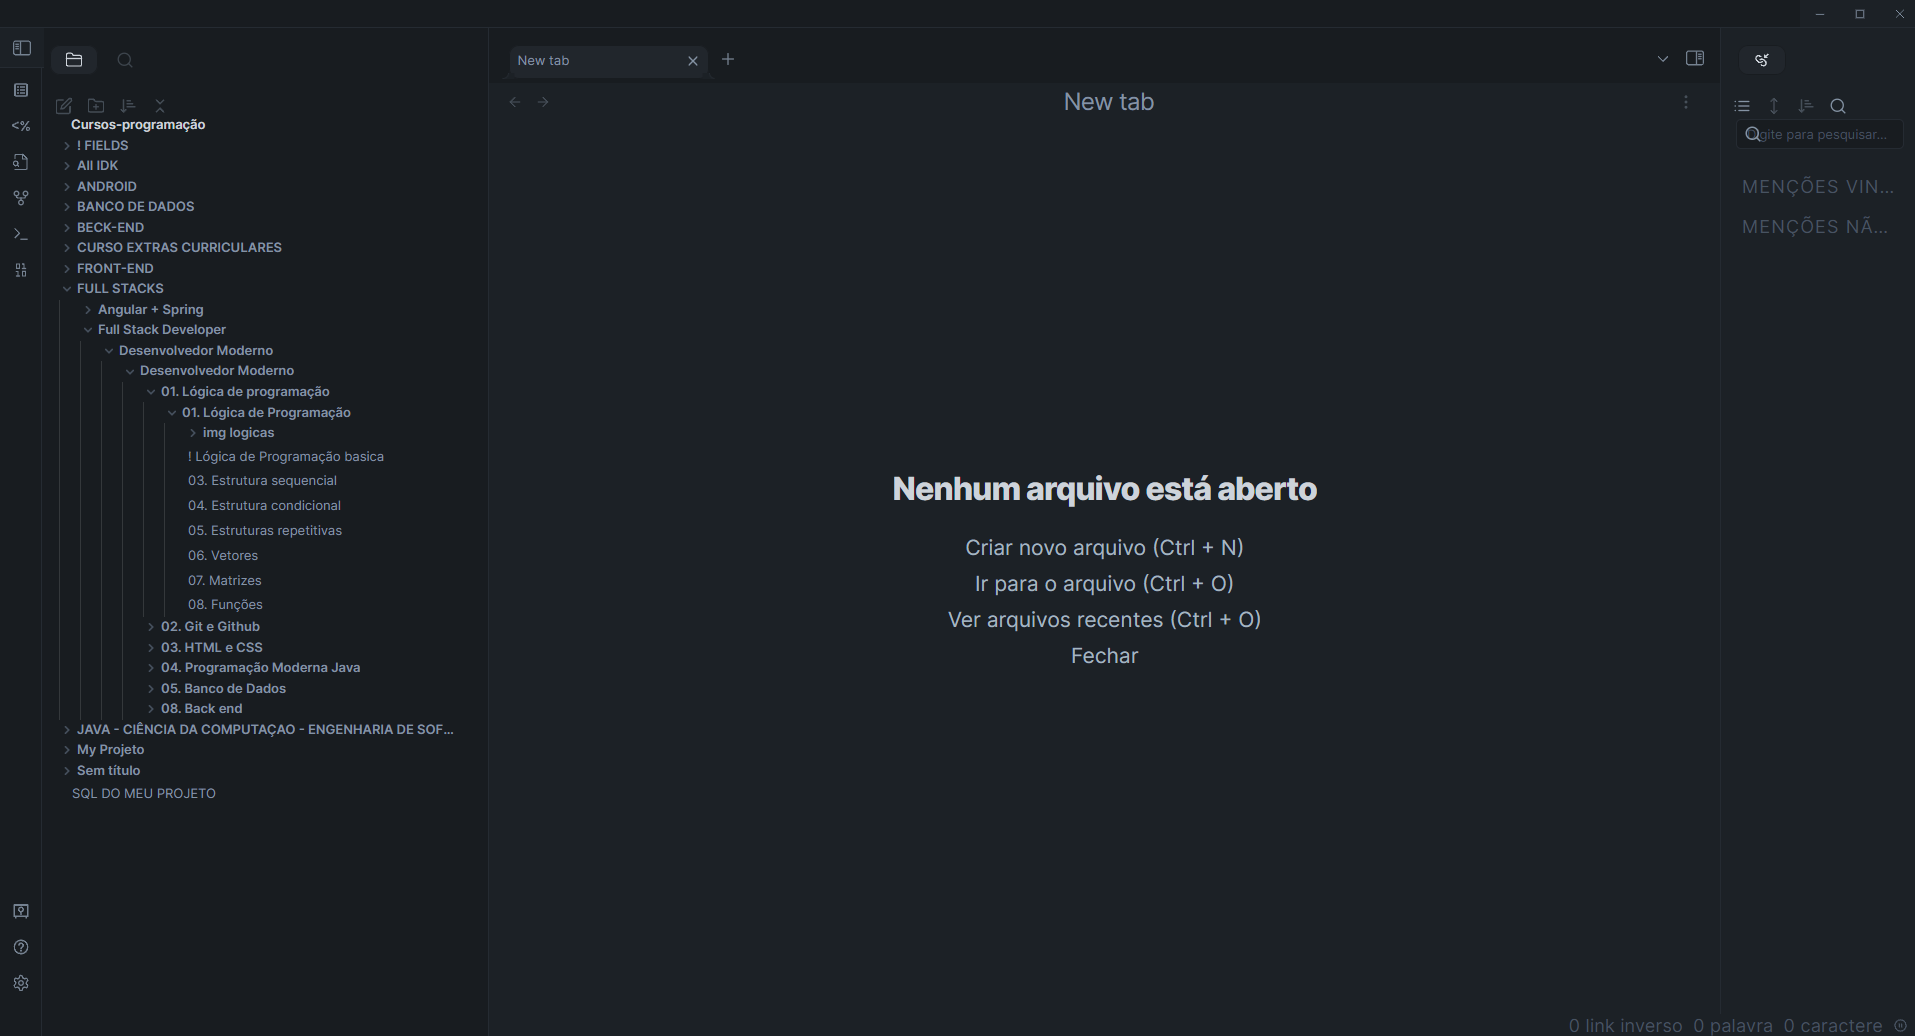 New tab
New tab
Cursos-programação
! FIELDS
All IDK
ANDROID
BANCO DE DADOS
BECK-END
CURSO EXTRAS CURRICULARES
FRONT-END
FULL STACKS
Angular + Spring
Full Stack Developer
Desenvolvedor Moderno
Desenvolvedor Moderno
01. Lógica de programação
01. Lógica de Programação
img logicas
! Lógica de Programação basica
03. Estrutura sequencial
04. Estrutura condicional
05. Estruturas repetitivas
06. Vetores
07. Matrizes
08. Funções
02. Git e Github
03. HTML e CSS
04. Programação Moderna Java
05. Banco de Dados
08. Back end
JAVA - CIÊNCIA DA COMPUTAÇAO - ENGENHARIA DE SOF...
My Projeto
Sem título
SQL DO MEU PROJETO
Nenhum arquivo está aberto
Criar novo arquivo (Ctrl + N)
Ir para o arquivo (Ctrl + O)
Ver arquivos recentes (Ctrl + O)
Fechar
Digite para pesquisar...
MENÇÕES VIN...
MENÇÕES NÃ...
0 link inverso 0 palavra 0 caractere